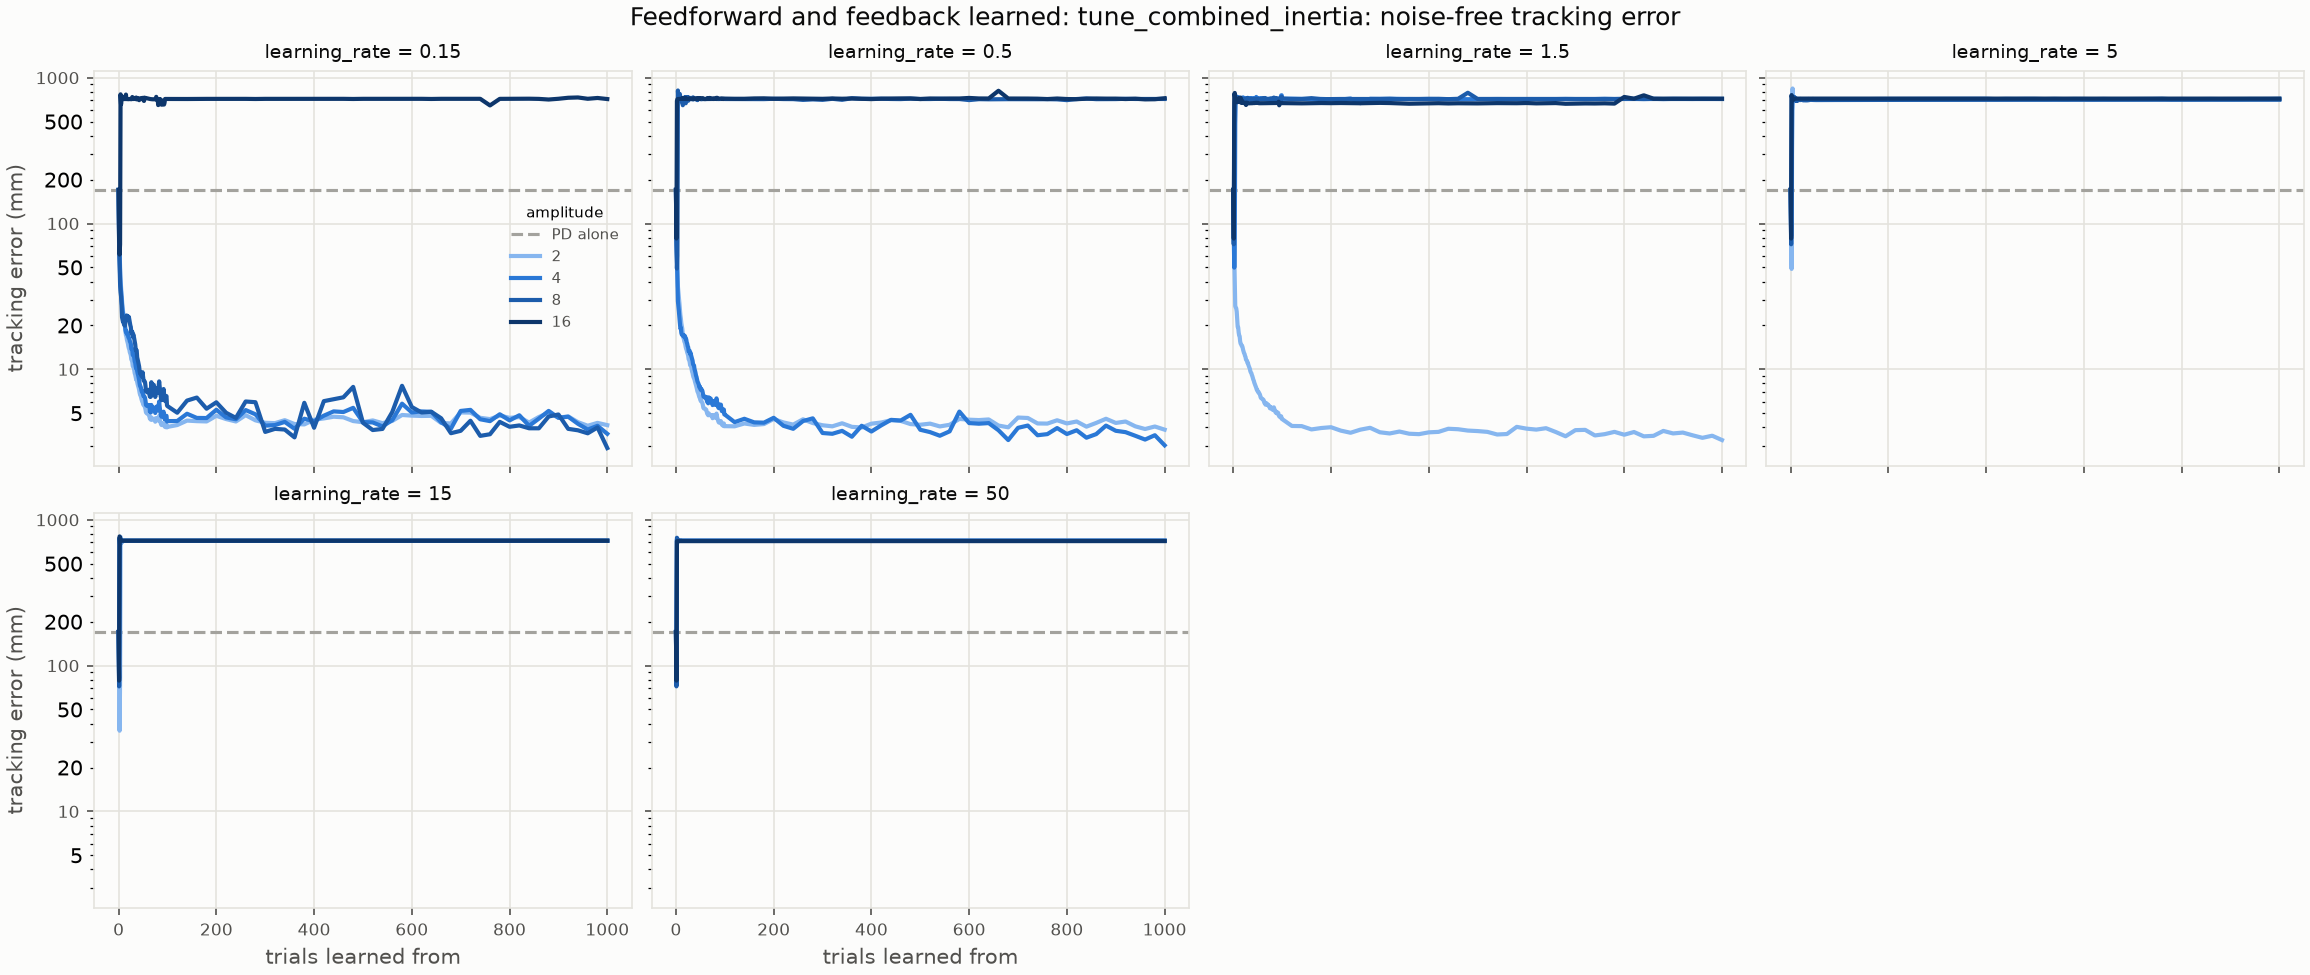 Feedforward and feedback learned: tune_combined_inertia: noise-free tracking error
learning_rate = 0.15
learning_rate = 0.5
learning_rate = 1.5
learning_rate = 5
tracking error (mm)
1000
500
200
100
50
20
10
5
amplitude
PD alone
2
4
8
16
learning_rate = 15
learning_rate = 50
tracking error (mm)
1000
500
200
100
50
20
10
5
0 200 400 600 800 1000
0 200 400 600 800 1000
trials learned from
trials learned from